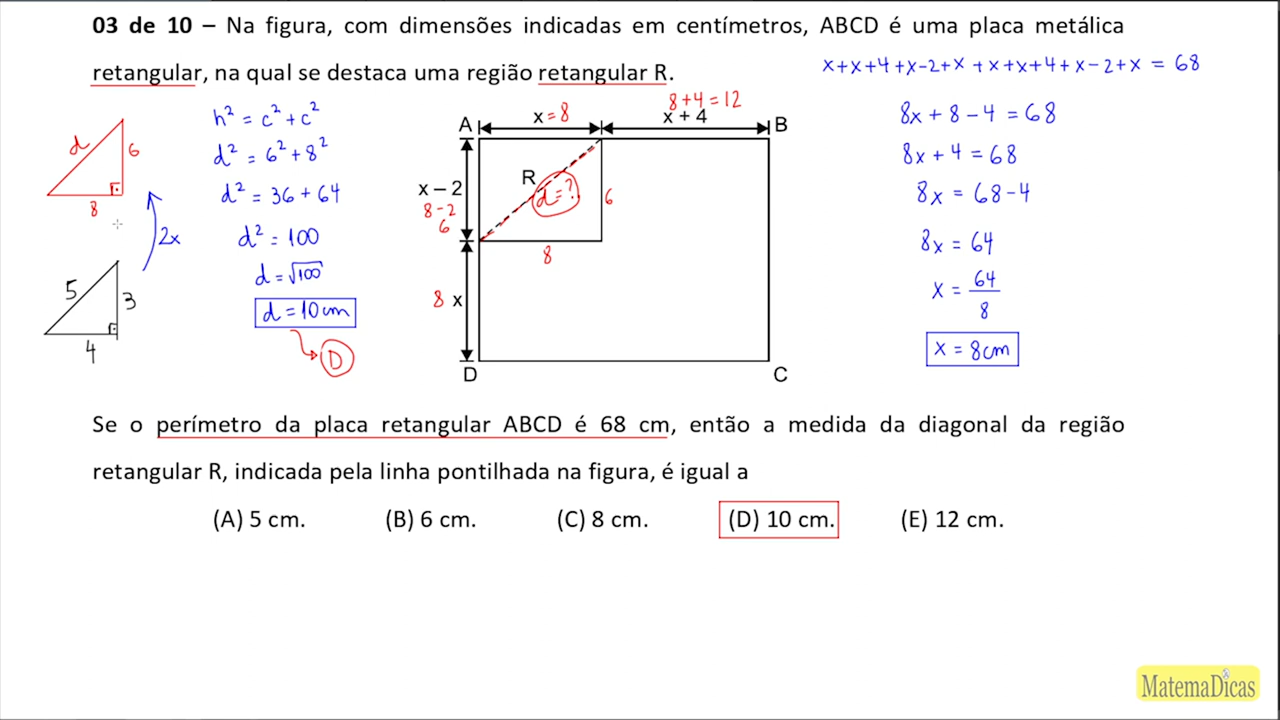 03 de 10 – Na figura, com dimensões indicadas em centímetros, ABCD é uma placa metálica
retangular, na qual se destaca uma região retangular R.
x+x+4+x-2+x+x+x+4+x-2+x = 68
d
6
8
2x
5
3
4
h² = c² + c²
d² = 6² + 8²
d² = 36 + 64
d² = 100
d = √100
d = 10cm
D
8+4=12
A
x = 8
x + 4
B
x – 2
8-2
6
R
d=?
6
8
8 x
D
C
8x + 8 - 4 = 68
8x + 4 = 68
8x = 68 - 4
8x = 64
x = 64/8
x = 8cm
Se o perímetro da placa retangular ABCD é 68 cm, então a medida da diagonal da região
retangular R, indicada pela linha pontilhada na figura, é igual a
(A) 5 cm. (B) 6 cm. (C) 8 cm. (D) 10 cm. (E) 12 cm.
MatemaDicas